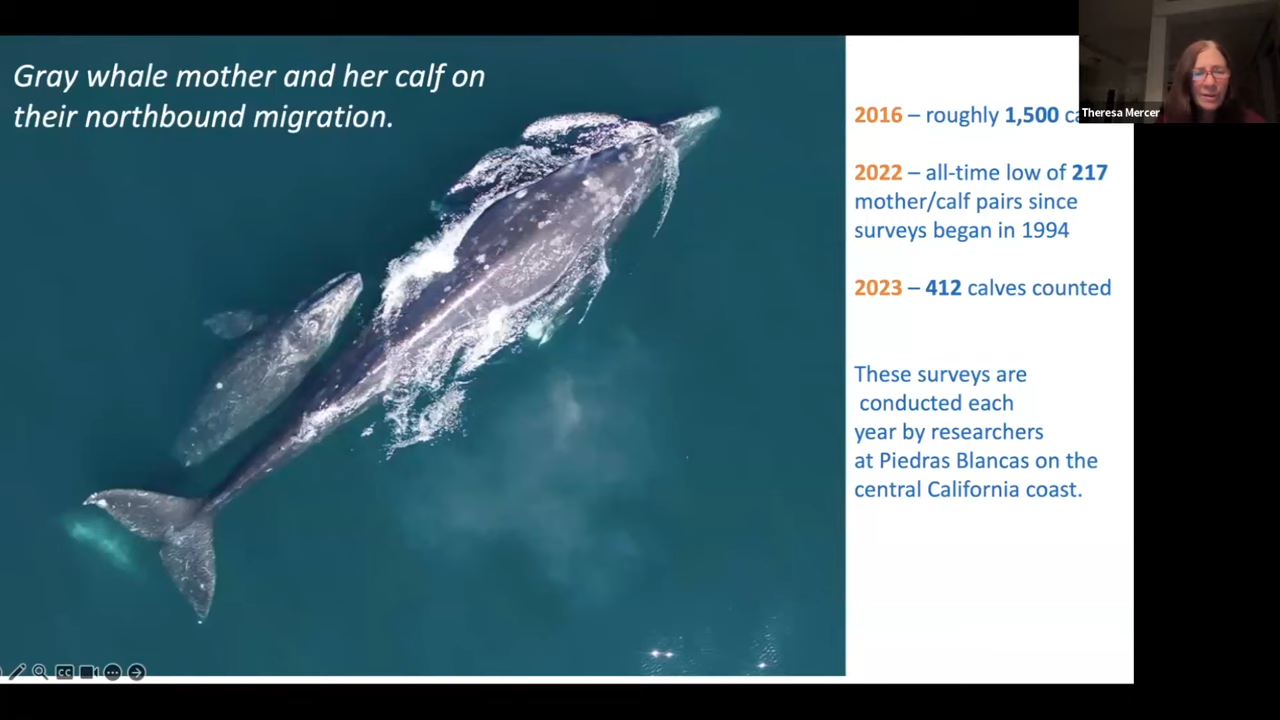 Gray whale mother and her calf on
their northbound migration.
2016 – roughly 1,500
Theresa Mercer
2022 – all-time low of 217
mother/calf pairs since
surveys began in 1994
2023 – 412 calves counted
These surveys are
conducted each
year by researchers
at Piedras Blancas on the
central California coast.
CC